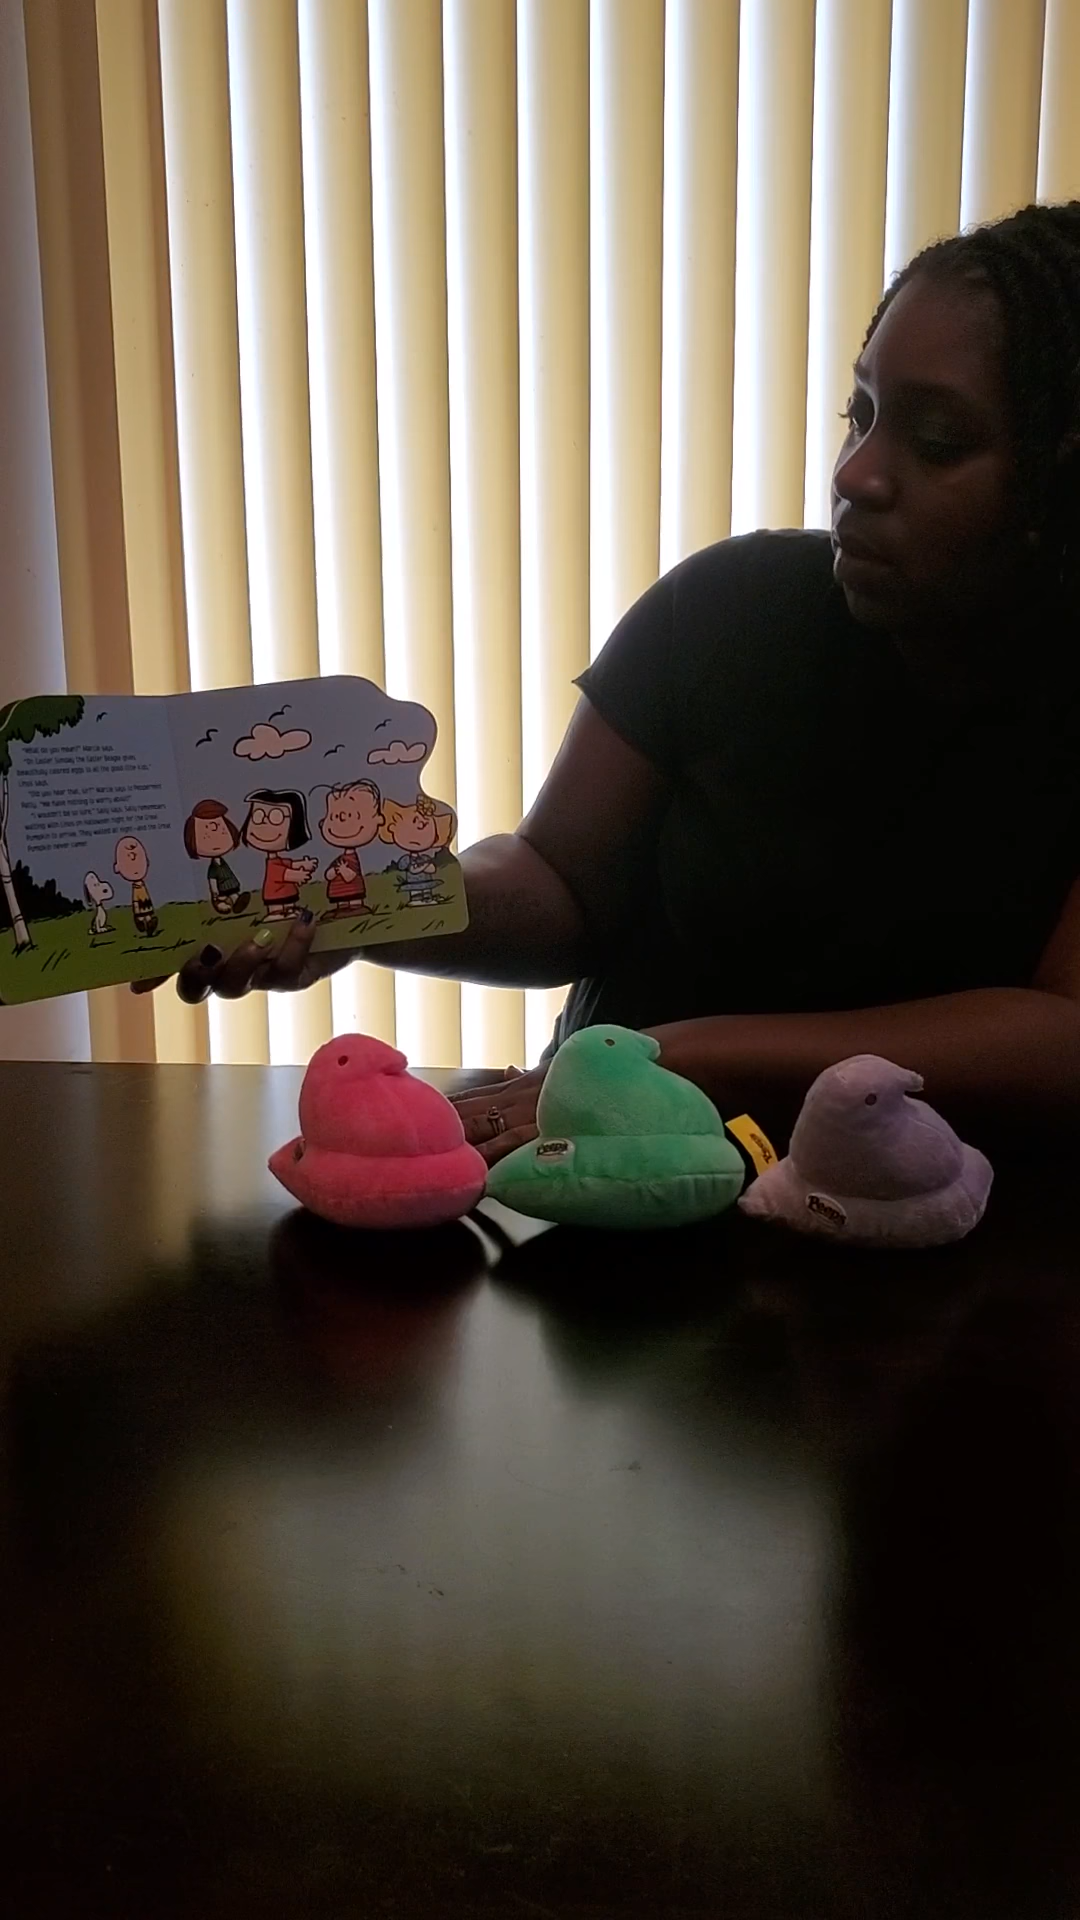 "What do you mean?" Marcie says.
"On Easter Sunday, the Easter Beagle gives
beautifully colored eggs to all the good little kids,"
Linus says.
"Did you hear that, sir?" Marcie says to Peppermint
Patty. "We have nothing to worry about!"
"I wouldn't be so sure," Sally says. Sally remembers
waiting with Linus on Halloween night for the Great
Pumpkin to arrive. They waited all night—and the Great
Pumpkin never came!
Peeps
Peeps